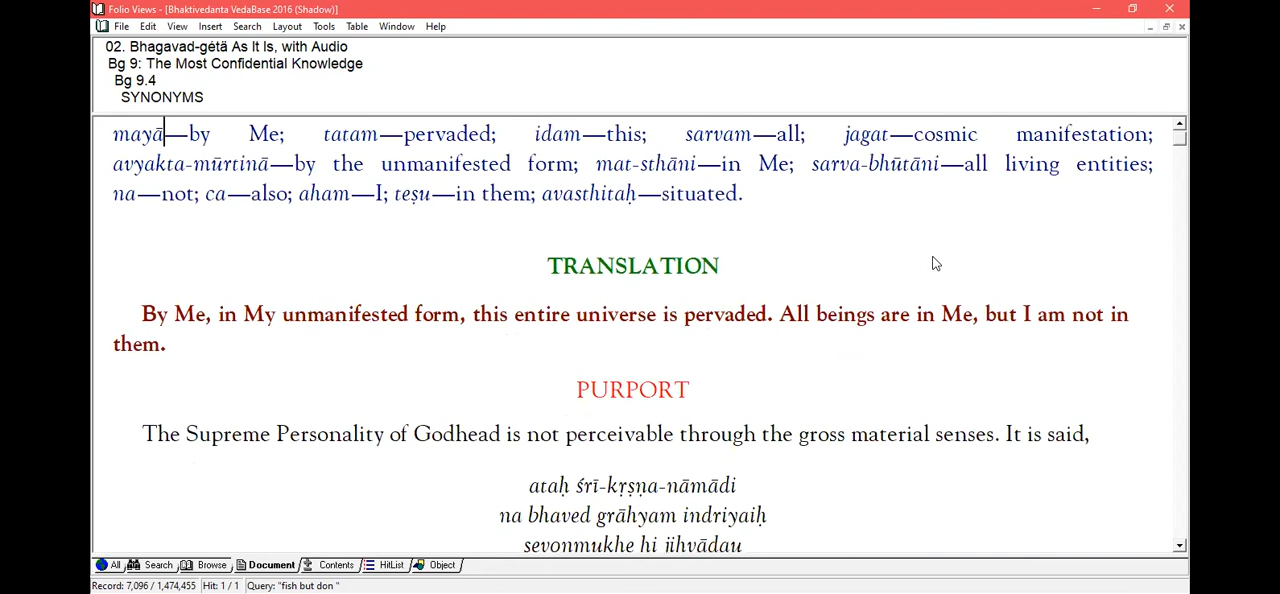 Folio Views - [Bhaktivedanta VedaBase 2016 (Shadow)]
File Edit View Insert Search Layout Tools Table Window Help
02. Bhagavad-gétä As It Is, with Audio
Bg 9: The Most Confidential Knowledge
Bg 9.4
SYNONYMS
mayā—by Me; tatam—pervaded; idam—this; sarvam—all; jagat—cosmic manifestation;
avyakta-mūrtinā—by the unmanifested form; mat-sthāni—in Me; sarva-bhūtāni—all living entities;
na—not; ca—also; aham—I; teṣu—in them; avasthitaḥ—situated.
TRANSLATION
By Me, in My unmanifested form, this entire universe is pervaded. All beings are in Me, but I am not in
them.
PURPORT
The Supreme Personality of Godhead is not perceivable through the gross material senses. It is said,
ataḥ śrī-kṛṣṇa-nāmādi
na bhaved grāhyam indriyaiḥ
sevonmukhe hi jihvādau
All Search Browse Document Contents HitList Object
Record: 7,096 / 1,474,455 Hit: 1 / 1 Query: "fish but don "